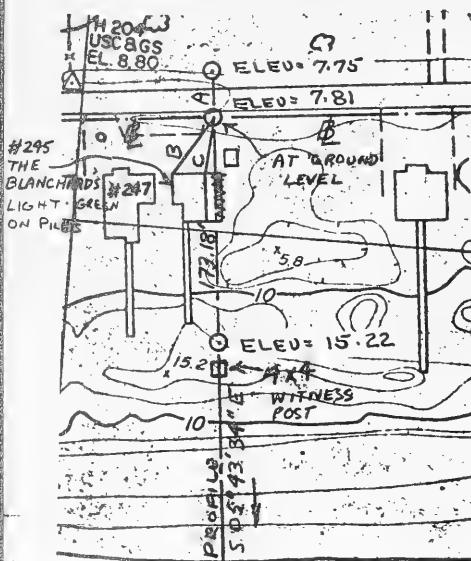 H 204
USC&GS
EL 8.80
ELEV= 7.75
A
ELEV= 7.81
B
C
AT GROUND
LEVEL
#295
THE
BLANCHARDS
LIGHT GREEN
ON PILES
#247
173.18'
5.8
10
ELEV= 15.22
15.2
4x4
WITNESS
POST
10
PROFILE
34" E